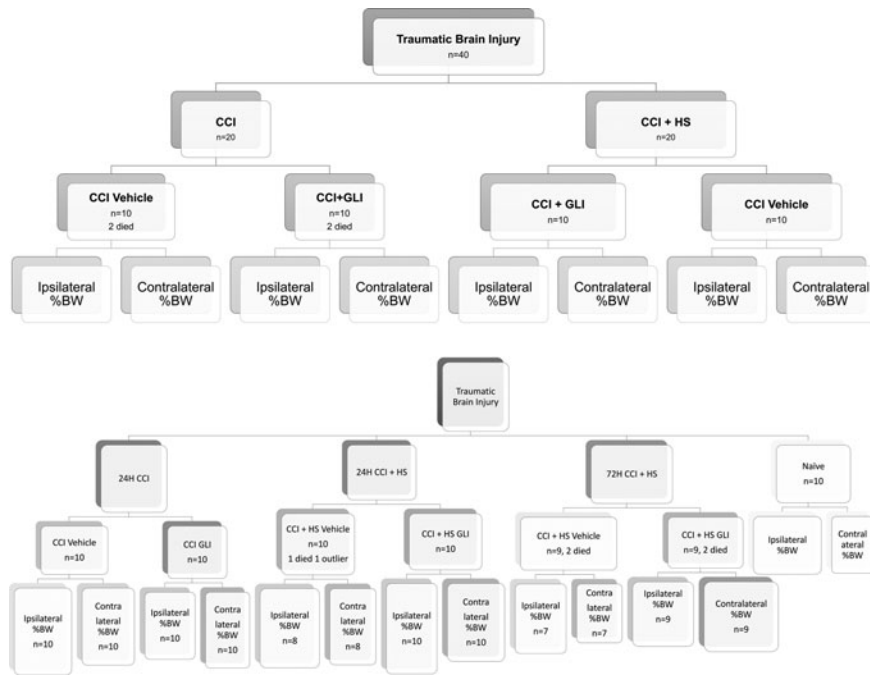 Traumatic Brain Injury
n=40
CCI
n=20
CCI + HS
n=20
CCI Vehicle
n=10
2 died
CCI+GLI
n=10
2 died
CCI + GLI
n=10
CCI Vehicle
n=10
Ipsilateral
%BW
Contralateral
%BW
Ipsilateral
%BW
Contralateral
%BW
Ipsilateral
%BW
Contralateral
%BW
Ipsilateral
%BW
Contralateral
%BW
Traumatic
Brain Injury
24H CCI
24H CCI + HS
72H CCI + HS
Naïve
n=10
CCI Vehicle
n=10
CCI GLI
n=10
CCI + HS Vehicle
n=10
1 died 1 outlier
CCI + HS GLI
n=10
CCI + HS Vehicle
n=9, 2 died
CCI + HS GLI
n=9, 2 died
Ipsilateral
%BW
Contral
ateral
%BW
Ipsilateral
%BW
n=10
Contra
lateral
%BW
n=10
Ipsilateral
%BW
n=10
Contra
lateral
%BW
n=10
Ipsilateral
%BW
n=8
Contra
lateral
%BW
n=8
Ipsilateral
%BW
n=10
Contra
lateral
%BW
n=10
Ipsilateral
%BW
n=7
Contra
lateral
%BW
n=7
Ipsilateral
%BW
n=9
Contralateral
%BW
n=9